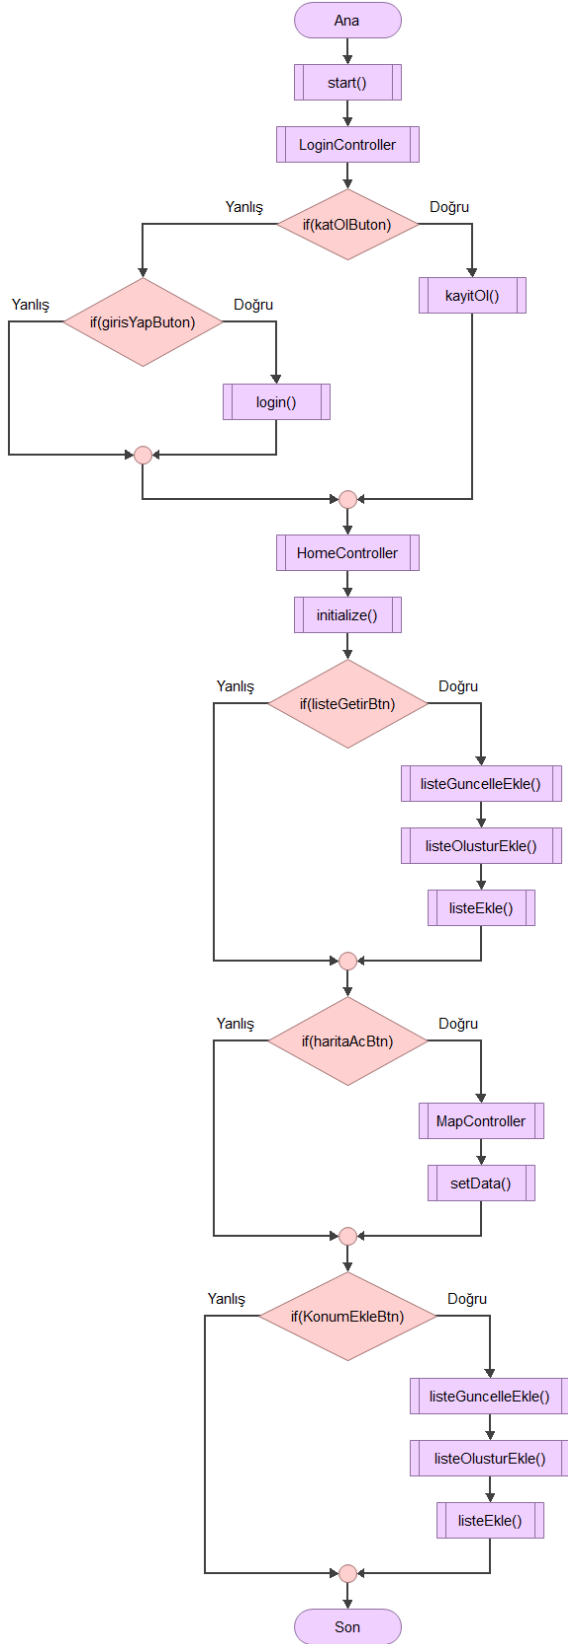 Ana
start()
LoginController
Yanlış
Doğru
if(katOlButon)
kayitOl()
Yanlış
Doğru
if(girisYapButon)
login()
HomeController
initialize()
Yanlış
Doğru
if(listeGetirBtn)
listeGuncelleEkle()
listeOlusturEkle()
listeEkle()
Yanlış
Doğru
if(haritaAcBtn)
MapController
setData()
Yanlış
Doğru
if(KonumEkleBtn)
listeGuncelleEkle()
listeOlusturEkle()
listeEkle()
Son